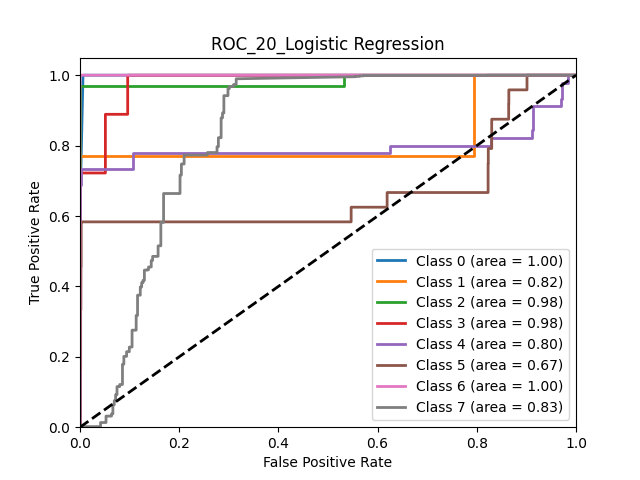 ROC_20_Logistic Regression
True Positive Rate
1.0
0.8
0.6
0.4
0.2
0.0
Class 0 (area = 1.00)
Class 1 (area = 0.82)
Class 2 (area = 0.98)
Class 3 (area = 0.98)
Class 4 (area = 0.80)
Class 5 (area = 0.67)
Class 6 (area = 1.00)
Class 7 (area = 0.83)
0.0 0.2 0.4 0.6 0.8 1.0
False Positive Rate